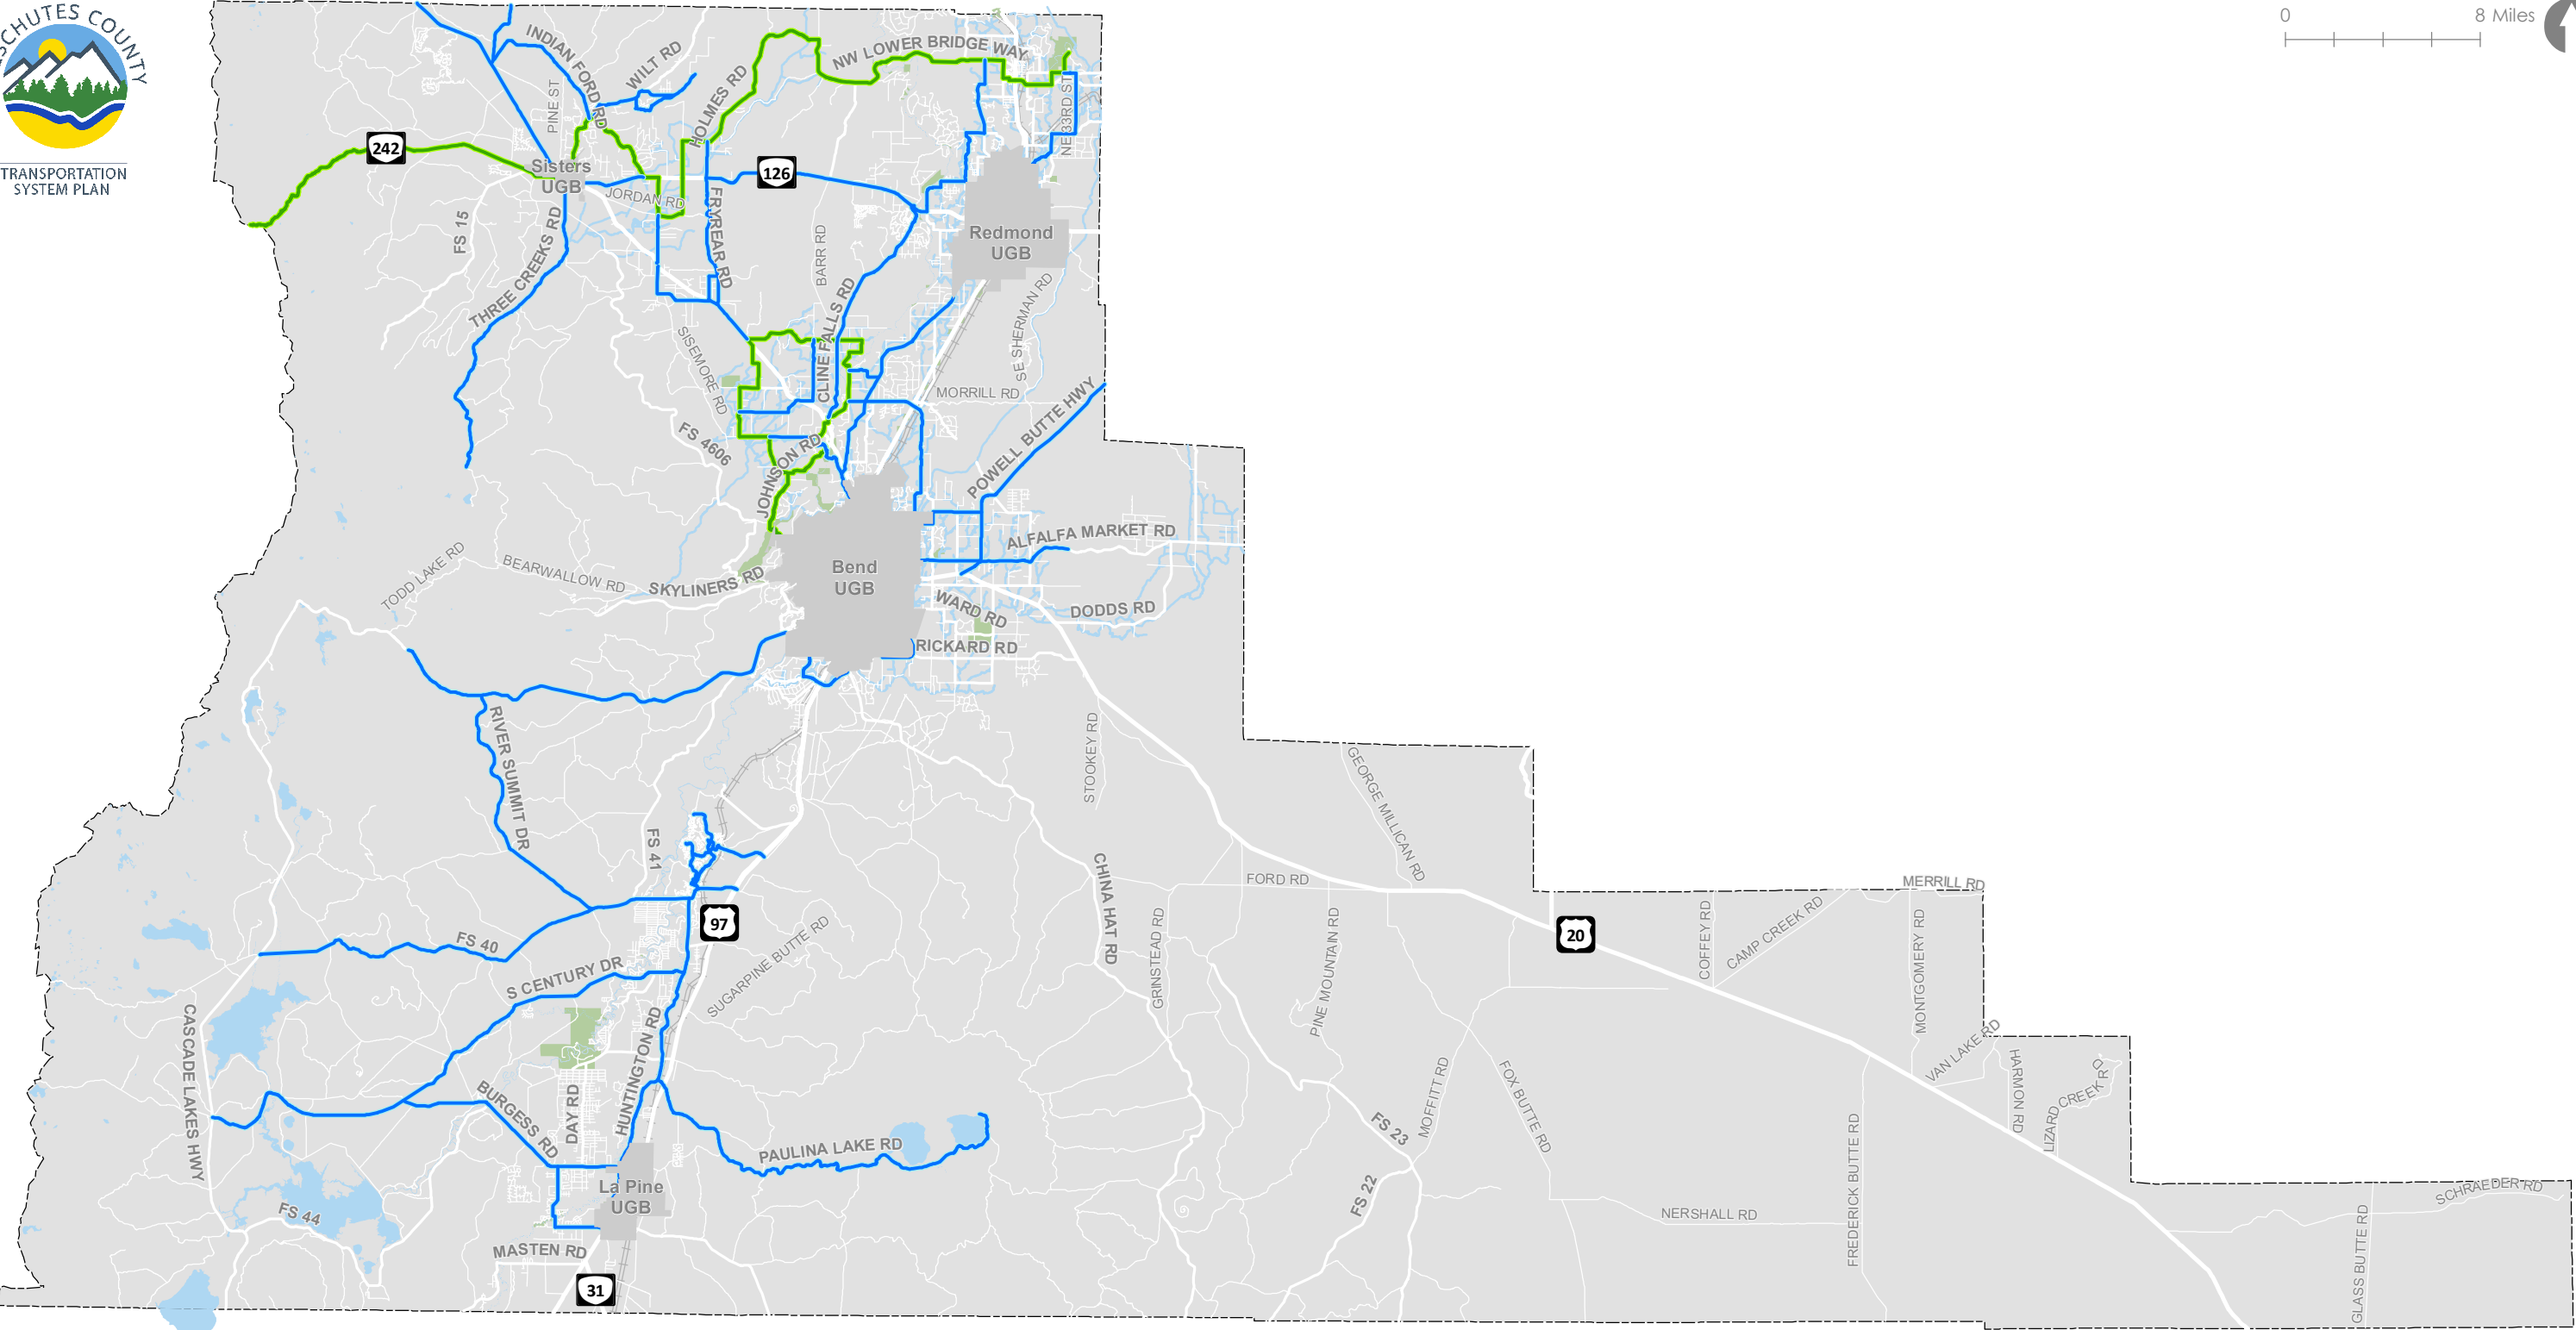 SCHUTES COUNTY
TRANSPORTATION
SYSTEM PLAN
0 8 Miles
INDIAN FORD RD
WILT RD
NW LOWER BRIDGE WAY
PINE ST
HOLMES RD
NE 33RD ST
242
Sisters
UGB
126
JORDAN RD
FS 15
THREE CREEKS RD
FRYREAR RD
BARR RD
Redmond
UGB
SISEMORE RD
CLINE FALLS RD
SE SHERMAN RD
MORRILL RD
POWELL BUTTE HWY
FS 4606
JOHNSON RD
ALFALFA MARKET RD
TODD LAKE RD
BEARWALLOW RD
SKYLINERS RD
Bend
UGB
WARD RD
DODDS RD
RICKARD RD
RIVER SUMMIT DR
STOOKEY RD
GEORGE MILLICAN RD
FS 41
CHINA HAT RD
FORD RD
MERRILL RD
97
20
FS 40
SUGARPINE BUTTE RD
GRINSTEAD RD
PINE MOUNTAIN RD
COFFEY RD
CAMP CREEK RD
MONTGOMERY RD
S CENTURY DR
CASCADE LAKES HWY
HUNTINGTON RD
VAN LAKE RD
HARMON RD
LIZARD CREEK RD
BURGESS RD
DAY RD
MOFFITT RD
FOX BUTTE RD
FS 23
PAULINA LAKE RD
FREDERICK BUTTE RD
La Pine
UGB
FS 22
FS 44
NERSHALL RD
SCHRAEDER RD
GLASS BUTTE RD
MASTEN RD
31